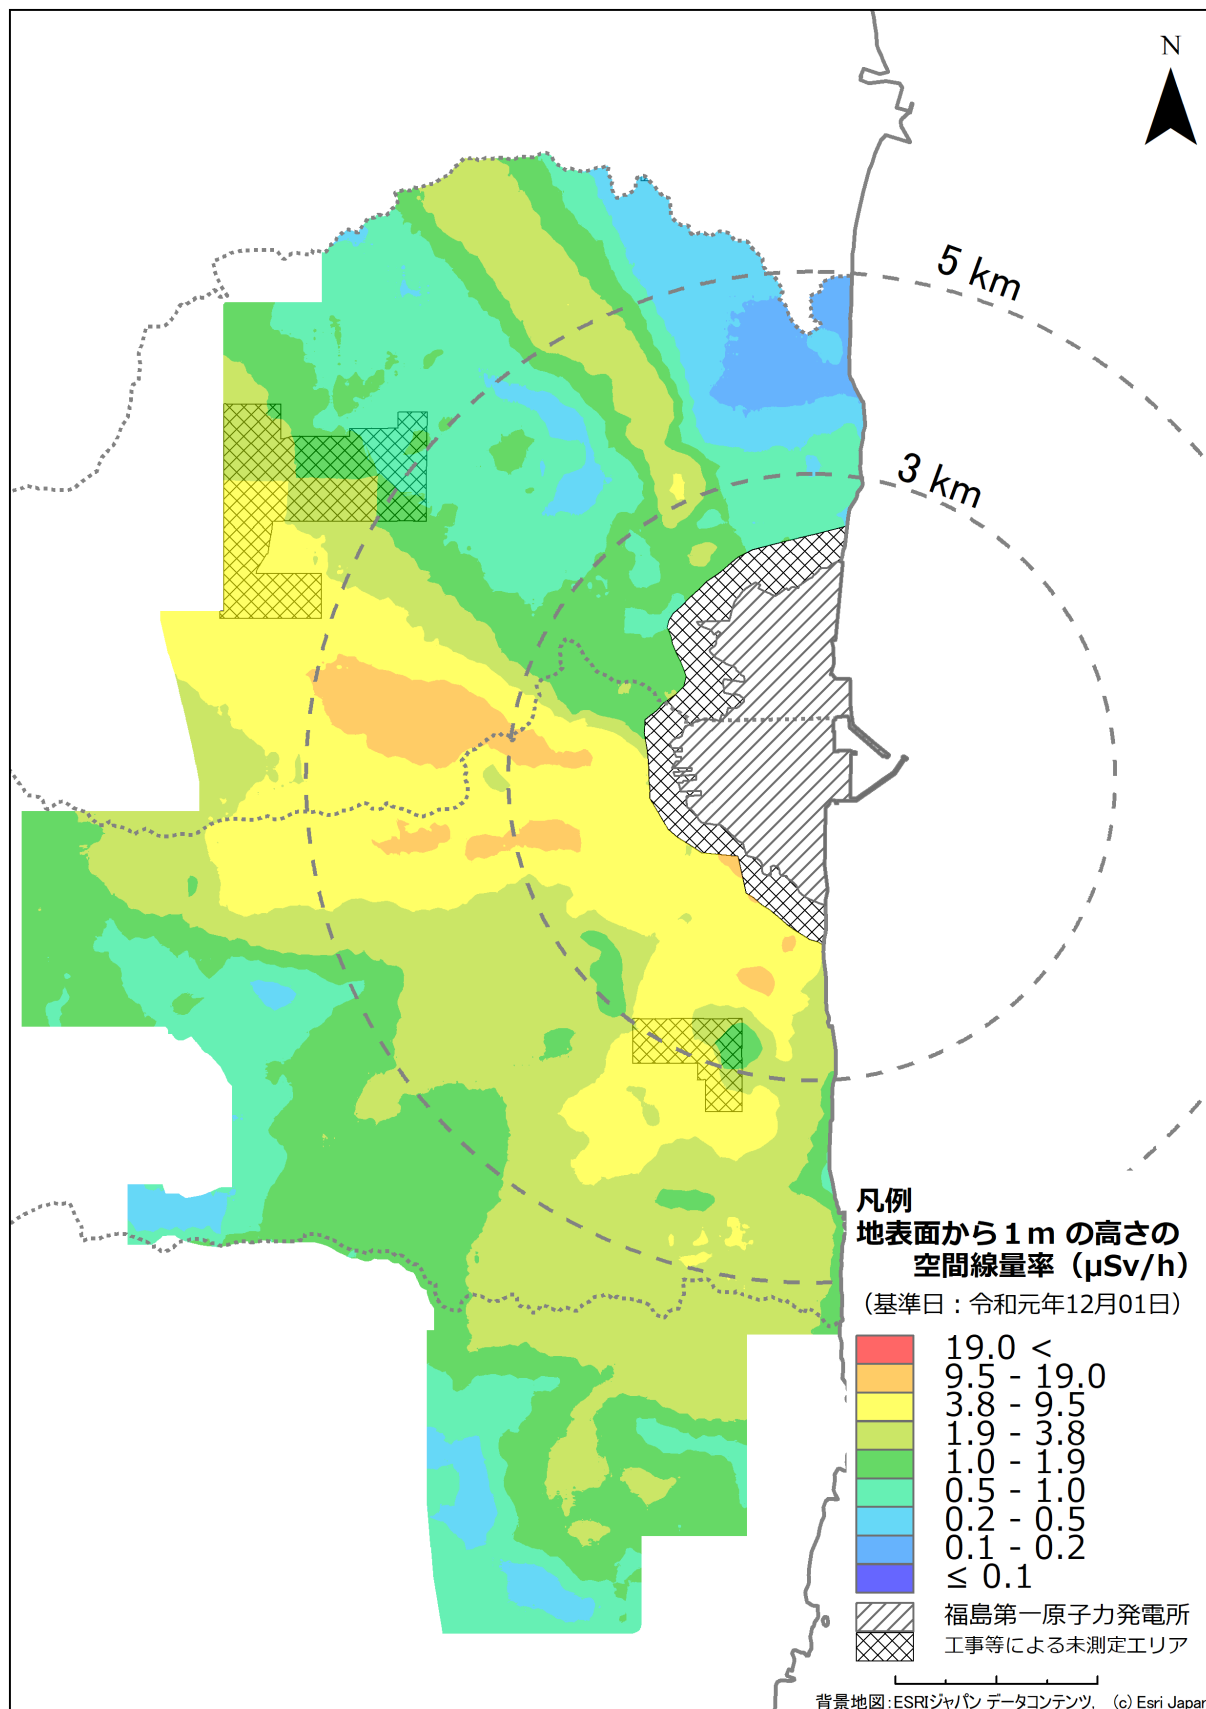 N
5 km
3 km
凡例
地表面から１ｍ の高さの
空間線量率（μSv/h）
（基準日：令和元年12月01日）
19.0 <
9.5 - 19.0
3.8 - 9.5
1.9 - 3.8
1.0 - 1.9
0.5 - 1.0
0.2 - 0.5
0.1 - 0.2
≤ 0.1
福島第一原子力発電所
工事等による未測定エリア
背景地図：ESRIジャパン データコンテンツ, (c) Esri Japan